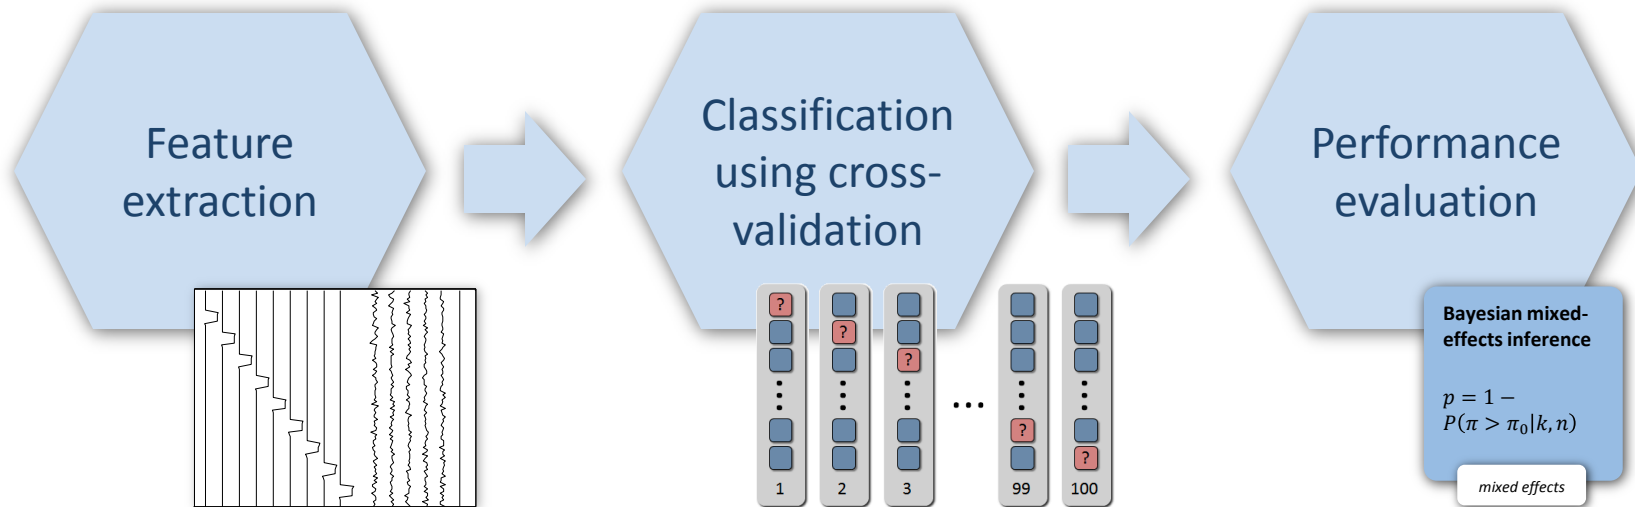 Feature
extraction
Classification
using cross-
validation
Performance
evaluation
?
?
?
?
?
...
1
2
3
99
100
Bayesian mixed-
effects inference
p = 1 −
P(π > π₀|k, n)
mixed effects